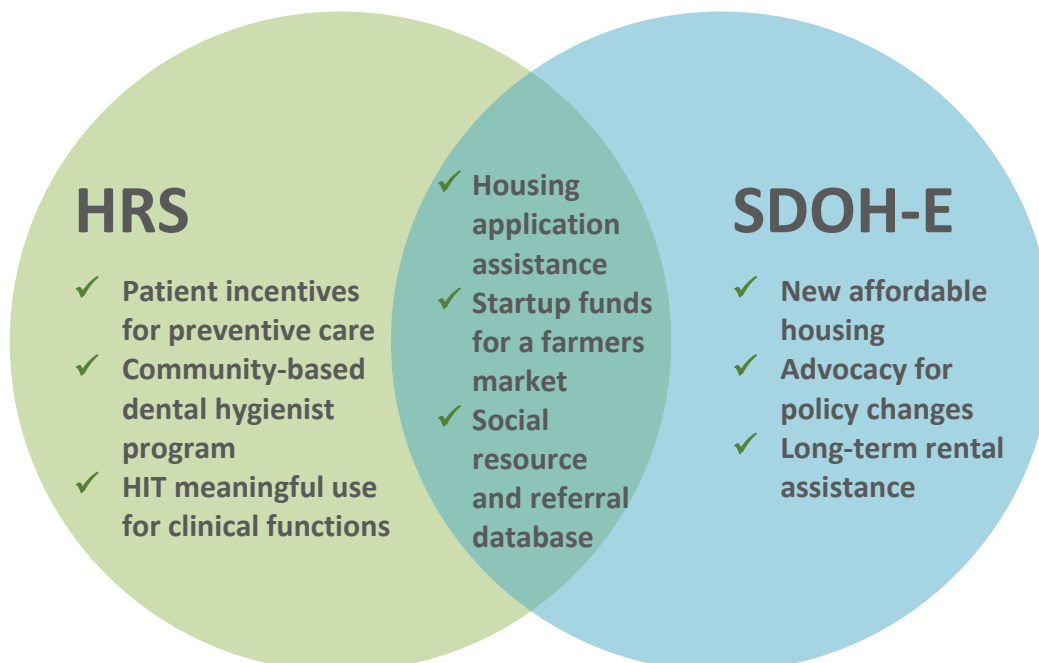 HRS
✓ Patient incentives
for preventive care
✓ Community-based
dental hygienist
program
✓ HIT meaningful use
for clinical functions
✓ Housing
application
assistance
✓ Startup funds
for a farmers
market
✓ Social
resource
and referral
database
SDOH-E
✓ New affordable
housing
✓ Advocacy for
policy changes
✓ Long-term rental
assistance